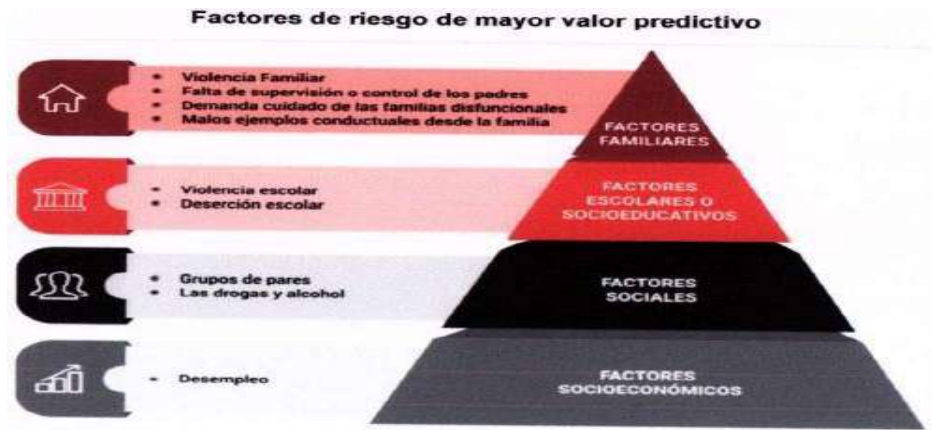 Factores de riesgo de mayor valor predictivo
• Violencia Familiar
• Falta de supervisión o control de los padres
• Demanda cuidado de las familias disfuncionales
• Malos ejemplos conductuales desde la familia
FACTORES
FAMILIARES
• Violencia escolar
• Deserción escolar
FACTORES
ESCOLARES O
SOCIOEDUCATIVOS
• Grupos de pares
• Las drogas y alcohol
FACTORES
SOCIALES
• Desempleo
FACTORES
SOCIOECONÓMICOS